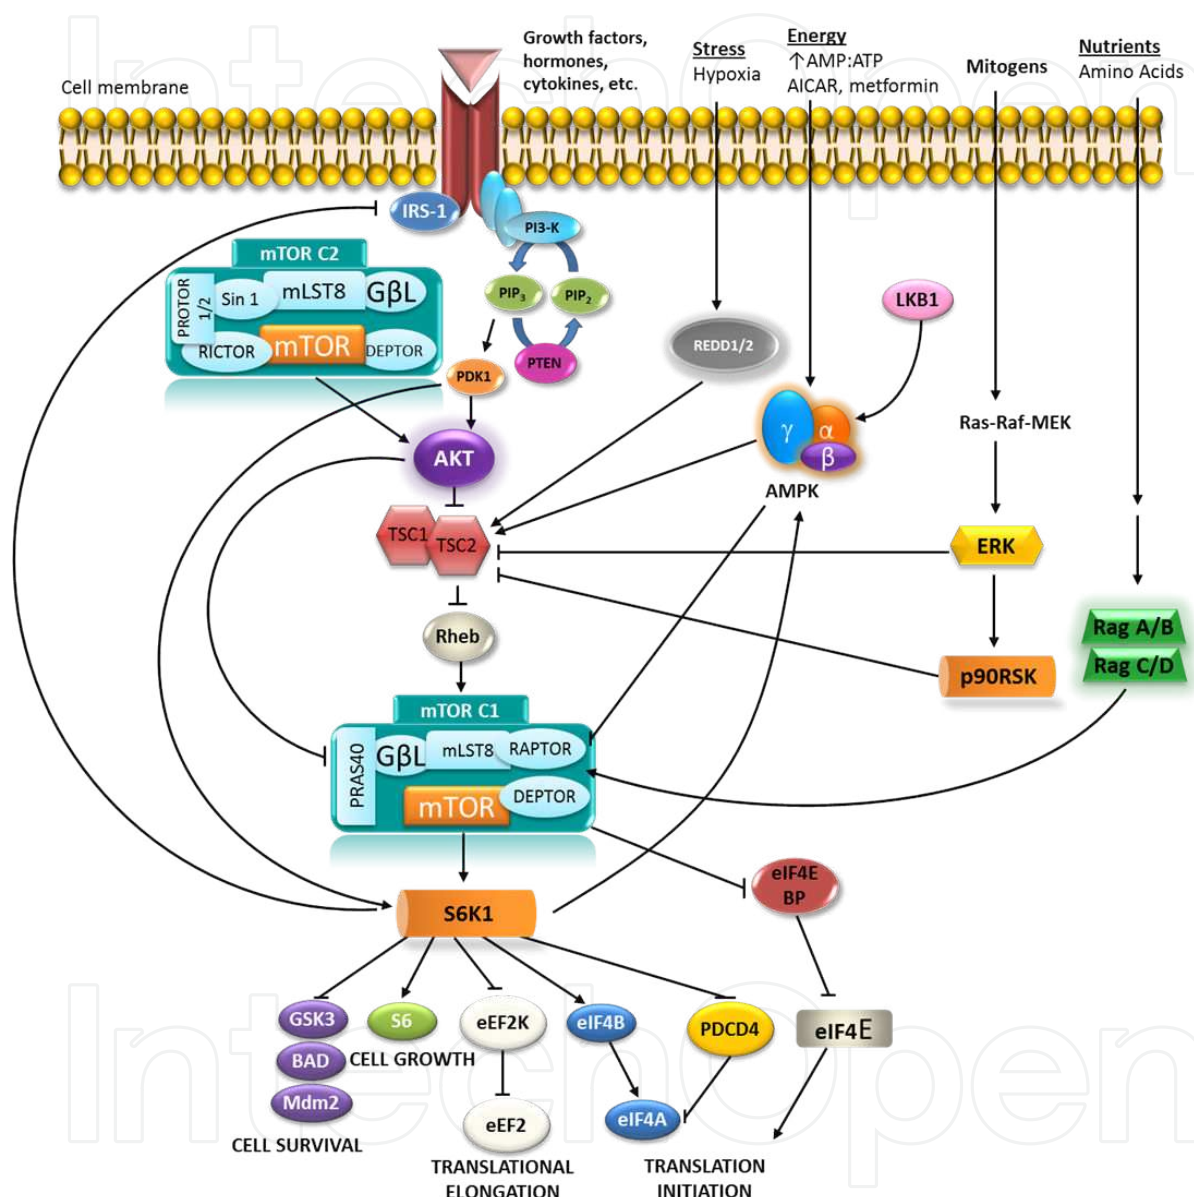 Growth factors,
hormones,
cytokines, etc.
Stress
Hypoxia
Energy
↑AMP:ATP
AICAR, metformin
Mitogens
Nutrients
Amino Acids
Cell membrane
IRS-1
PI3-K
mTOR C2
PROTOR
1/2
Sin 1
mLST8
GβL
RICTOR
mTOR
DEPTOR
PIP3
PIP2
PTEN
PDK1
LKB1
REDD1/2
γ
α
β
AMPK
Ras-Raf-MEK
AKT
TSC1
TSC2
ERK
Rheb
Rag A/B
Rag C/D
p90RSK
mTOR C1
PRAS40
GβL
mLST8
RAPTOR
mTOR
DEPTOR
eIF4E
BP
S6K1
GSK3
BAD
Mdm2
CELL SURVIVAL
S6
CELL GROWTH
eEF2K
eEF2
TRANSLATIONAL
ELONGATION
eIF4B
eIF4A
PDCD4
eIF4E
TRANSLATION
INITIATION
IntechOpen
IntechOpen